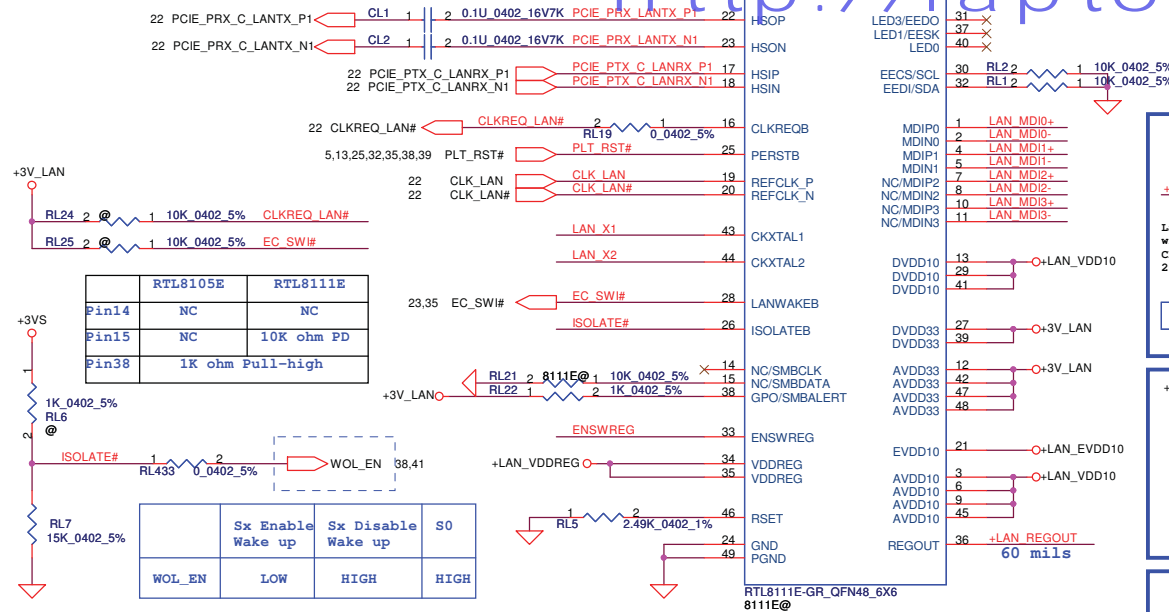 http://lapto
22 PCIE_PRX_C_LANTX_P1 CL1 1 2 0.1U_0402_16V7K PCIE_PRX_LANTX_P1 22 HSOP
22 PCIE_PRX_C_LANTX_N1 CL2 1 2 0.1U_0402_16V7K PCIE_PRX_LANTX_N1 23 HSON
22 PCIE_PTX_C_LANRX_P1 PCIE_PTX_C_LANRX_P1 17 HSIP
22 PCIE_PTX_C_LANRX_N1 PCIE_PTX_C_LANRX_N1 18 HSIN
22 CLKREQ_LAN# CLKREQ_LAN# 2 1 16 CLKREQB
RL19 0_0402_5%
5,13,25,32,35,38,39 PLT_RST# PLT_RST# 25 PERSTB
22 CLK_LAN CLK_LAN 19 REFCLK_P
22 CLK_LAN# CLK_LAN# 20 REFCLK_N
LAN_X1 43 CKXTAL1
LAN_X2 44 CKXTAL2
23,35 EC_SWI# EC_SWI# 28 LANWAKEB
ISOLATE# 26 ISOLATEB
14 NC/SMBCLK
RL21 2 8111E@ 1 10K_0402_5% 15 NC/SMBDATA
+3V_LAN RL22 1 2 1K_0402_5% 38 GPO/SMBALERT
ENSWREG 33 ENSWREG
+LAN_VDDREG 34 VDDREG
35 VDDREG
1 2 46 RSET
RL5 2.49K_0402_1%
24 GND
49 PGND
LED3/EEDO 31
LED1/EESK 37
LED0 40
EECS/SCL 30 RL2 2 1 10K_0402_5%
EEDI/SDA 32 RL1 2 1 10K_0402_5%
MDIP0 1 LAN_MDI0+
MDIN0 2 LAN_MDI0-
MDIP1 4 LAN_MDI1+
MDIN1 5 LAN_MDI1-
NC/MDIP2 7 LAN_MDI2+
NC/MDIN2 8 LAN_MDI2-
NC/MDIP3 10 LAN_MDI3+
NC/MDIN3 11 LAN_MDI3-
DVDD10 13 +LAN_VDD10
DVDD10 29
DVDD10 41
DVDD33 27 +3V_LAN
DVDD33 39
AVDD33 12 +3V_LAN
AVDD33 42
AVDD33 47
AVDD33 48
EVDD10 21 +LAN_EVDD10
AVDD10 3 +LAN_VDD10
AVDD10 6
AVDD10 9
AVDD10 45
REGOUT 36 +LAN_REGOUT
60 mils
RTL8111E-GR_QFN48_6X6
8111E@
+3V_LAN
RL24 2 @ 1 10K_0402_5% CLKREQ_LAN#
RL25 2 @ 1 10K_0402_5% EC_SWI#
RTL8105E RTL8111E
Pin14 NC NC
Pin15 NC 10K ohm PD
Pin38 1K ohm Pull-high
+3VS
1
1K_0402_5%
RL6
@
2
ISOLATE# 1 2 WOL_EN 38,41
RL433 0_0402_5%
RL7
15K_0402_5%
Sx Enable Wake up Sx Disable Wake up S0
WOL_EN LOW HIGH HIGH